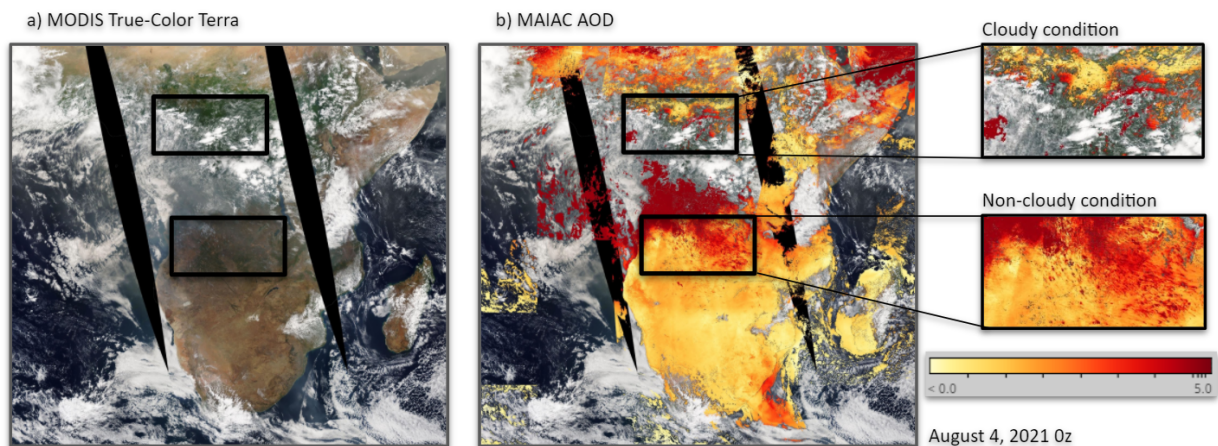 a) MODIS True-Color Terra
b) MAIAC AOD
Cloudy condition
Non-cloudy condition
< 0.0
5.0
August 4, 2021 0z